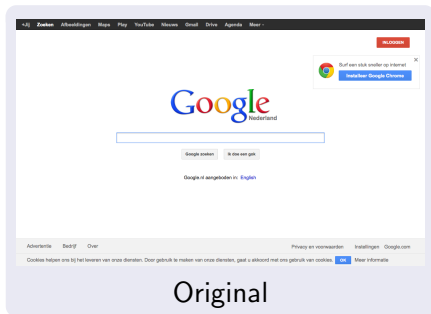 +Jij Zoeken Afbeeldingen Maps Play YouTube Nieuws Gmail Drive Agenda Meer
INLOGGEN
Surf een stuk sneller op internet
Installeer Google Chrome
Google
Nederland
Google zoeken Ik doe een gok
Google.nl aangeboden in: English
Advertentie Bedrijf Over Privacy en voorwaarden Instellingen Google.com
Cookies helpen ons bij het leveren van onze diensten. Door gebruik te maken van onze diensten, gaat u akkoord met ons gebruik van cookies. OK Meer informatie
Original